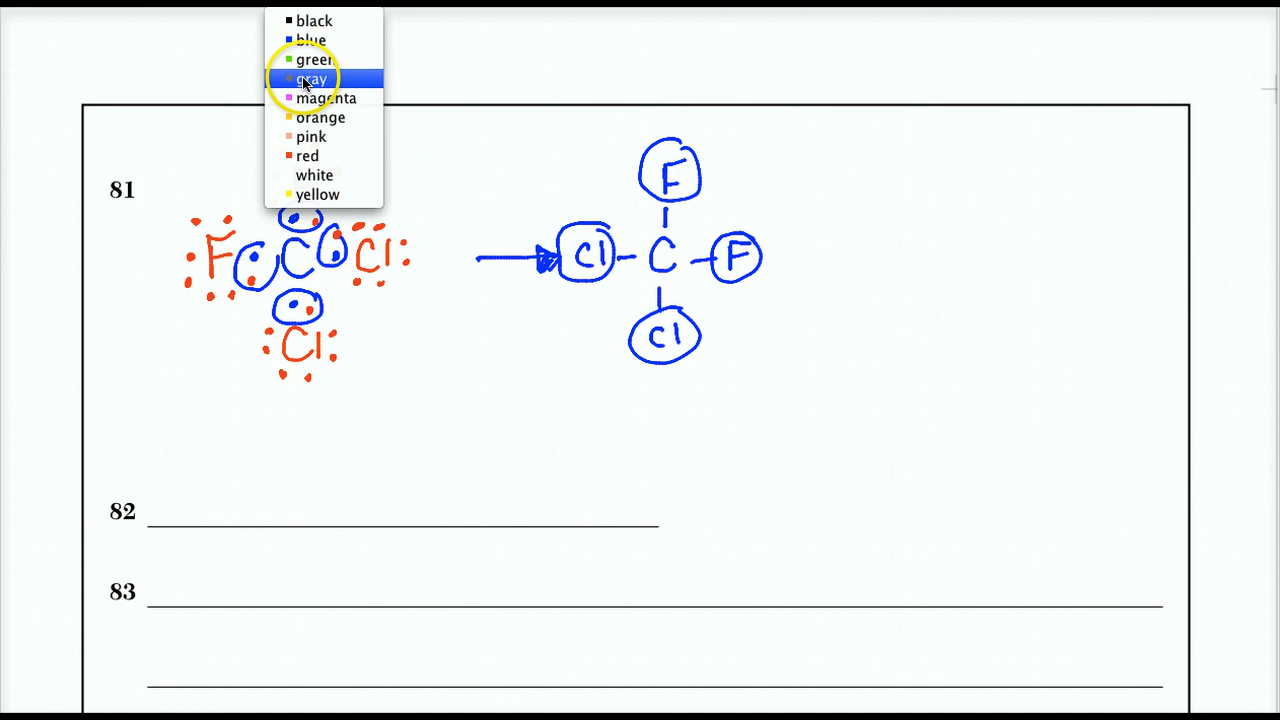 black
blue
green
gray
magenta
orange
pink
red
white
yellow
81
F
F C Cl
Cl - C - F
Cl
Cl
82
83